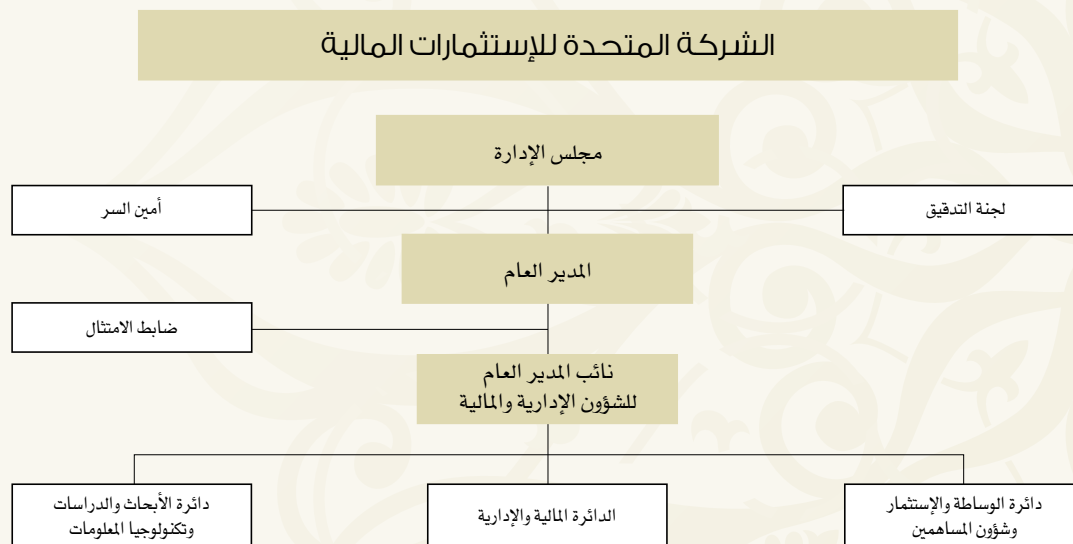 الشركة المتحدة للإستثمارات المالية
مجلس الإدارة
لجنة التدقيق
أمين السر
المدير العام
ضابط الامتثال
نائب المدير العام
للشؤون الإدارية والمالية
دائرة الوساطة والإستثمار
وشؤون المساهمين
الدائرة المالية والإدارية
دائرة الأبحاث والدراسات
وتكنولوجيا المعلومات